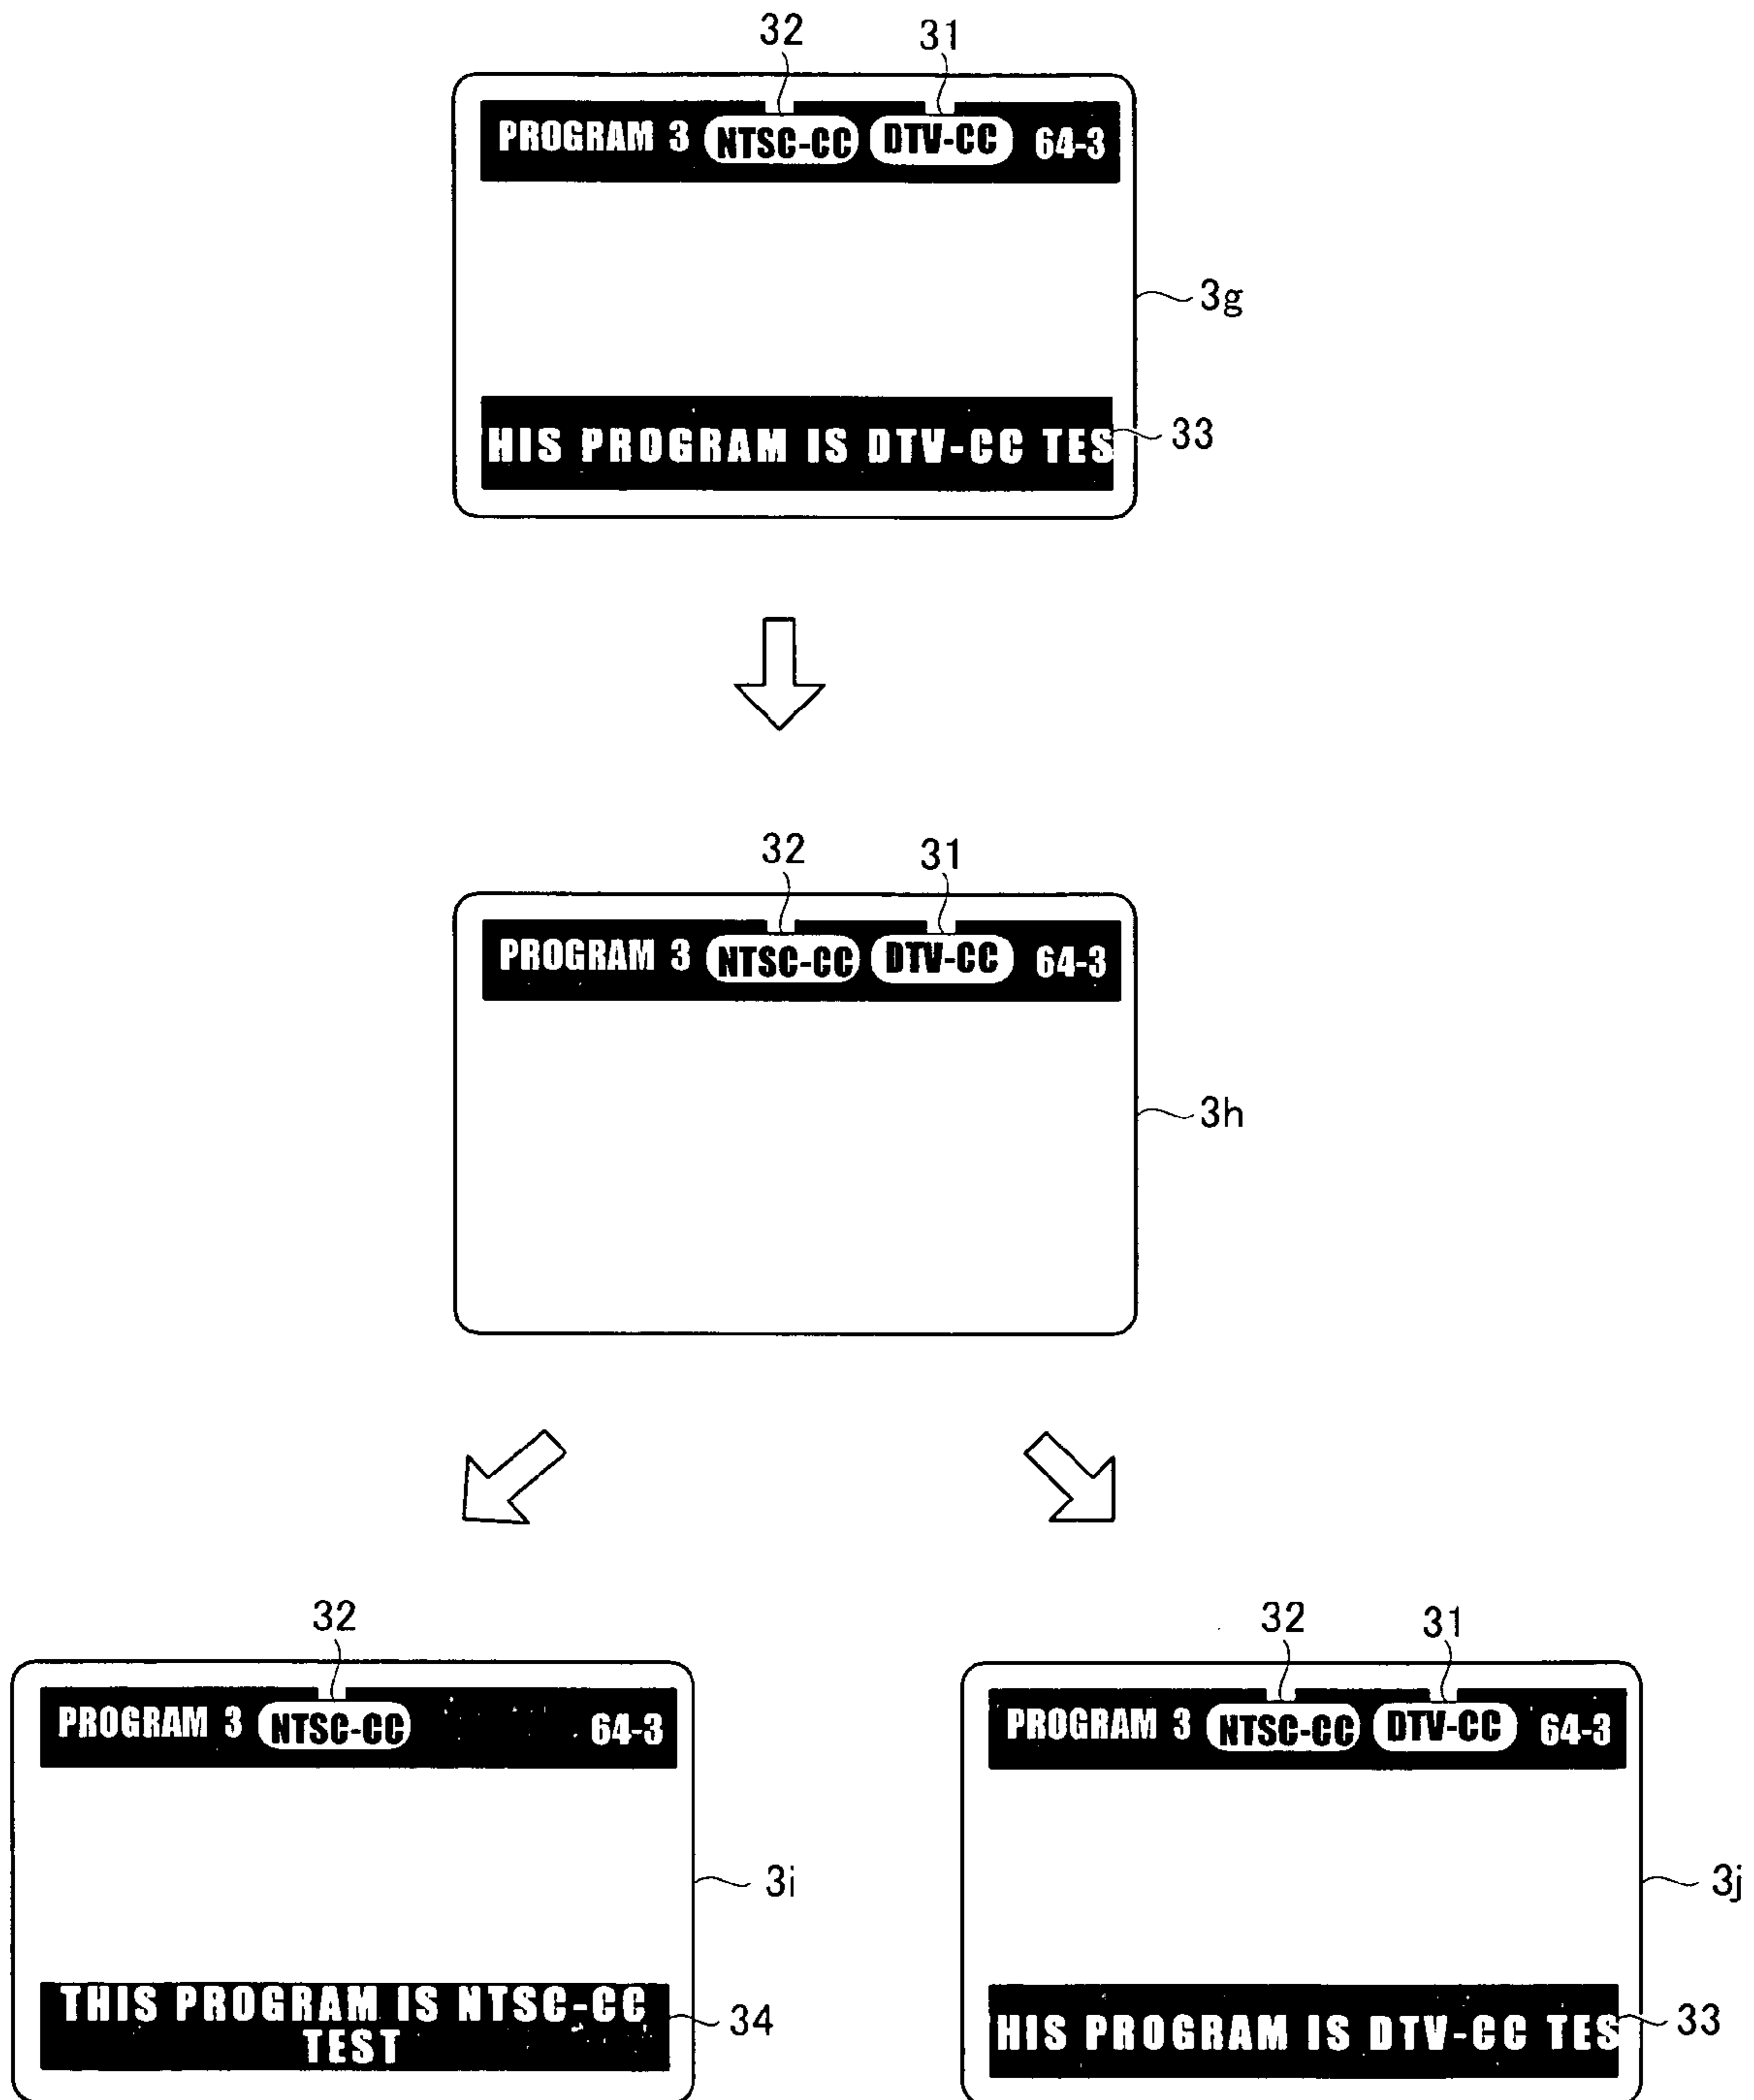 32 31
PROGRAM 3 NTSC-CC DTV-CC 64-3
3g
HIS PROGRAM IS DTV-CC TES 33
32 31
PROGRAM 3 NTSC-CC DTV-CC 64-3
3h
32
PROGRAM 3 NTSC-CC 64-3
3i
THIS PROGRAM IS NTSC-CC
TEST
34
32 31
PROGRAM 3 NTSC-CC DTV-CC 64-3
3j
HIS PROGRAM IS DTV-CC TES 33